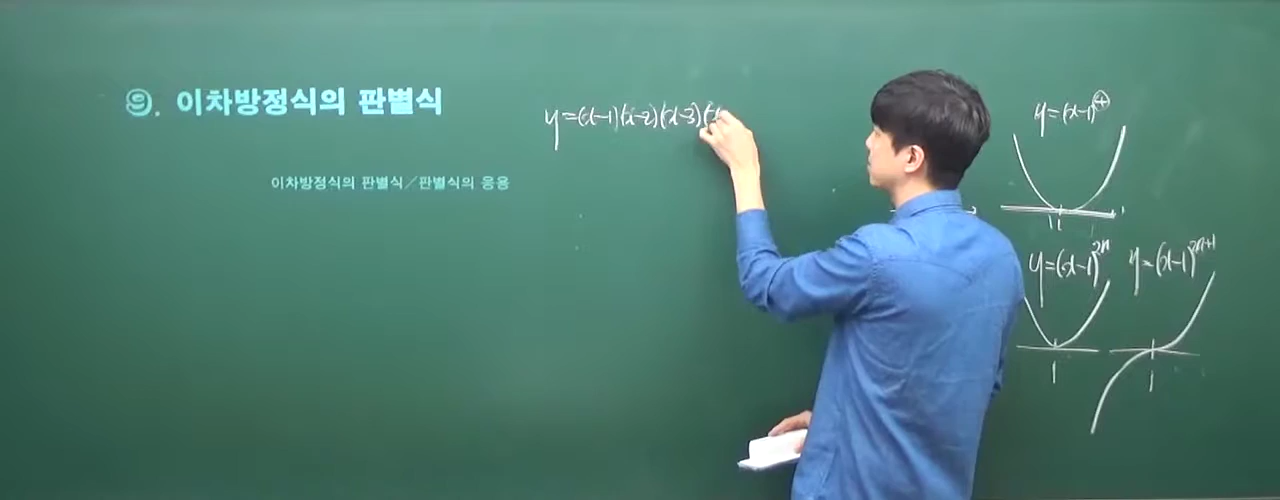 9. 이차방정식의 판별식
이차방정식의 판별식/판별식의 응용
y=(x-1)(x-2)(x-3)(x
y=(x-1)⁴
1
y=(x-1)²ⁿ
1
y=(x-1)²ⁿ⁺¹
1